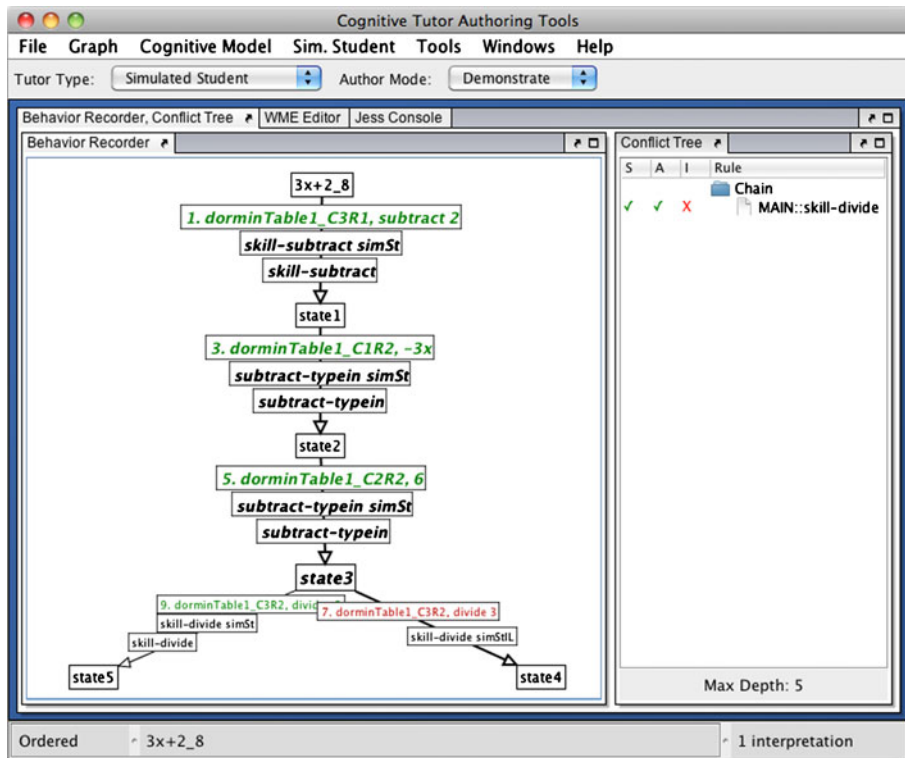 Cognitive Tutor Authoring Tools
File Graph Cognitive Model Sim. Student Tools Windows Help
Tutor Type: Simulated Student Author Mode: Demonstrate
Behavior Recorder, Conflict Tree WME Editor Jess Console
Behavior Recorder
Conflict Tree
S A I Rule
Chain
MAIN::skill-divide
3x+2_8
1. dorminTable1_C3R1, subtract 2
skill-subtract simSt
skill-subtract
state1
3. dorminTable1_C1R2, -3x
subtract-typein simSt
subtract-typein
state2
5. dorminTable1_C2R2, 6
subtract-typein simSt
subtract-typein
state3
9. dorminTable1_C3R2,
7. dorminTable1_C3R2, divide 3
skill-divide simSt
skill-divide simStIL
skill-divide
state5
state4
Max Depth: 5
Ordered 3x+2_8 1 interpretation